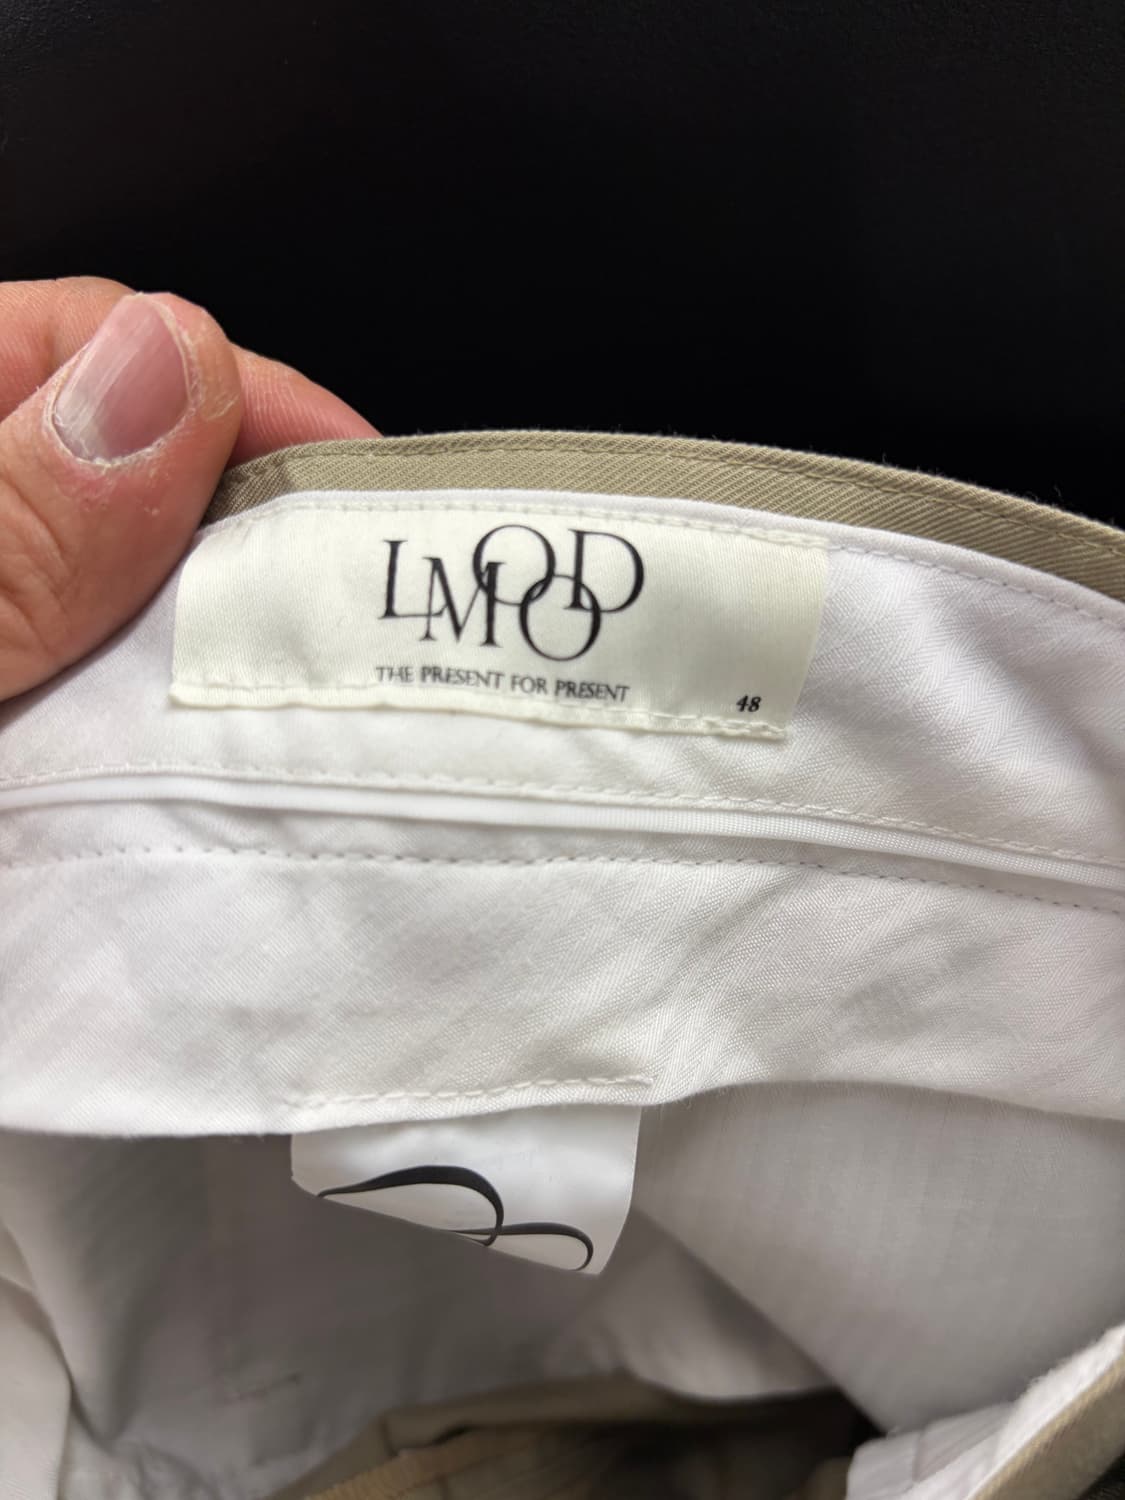 LMOOD
THE PRESENT FOR PRESENT
48